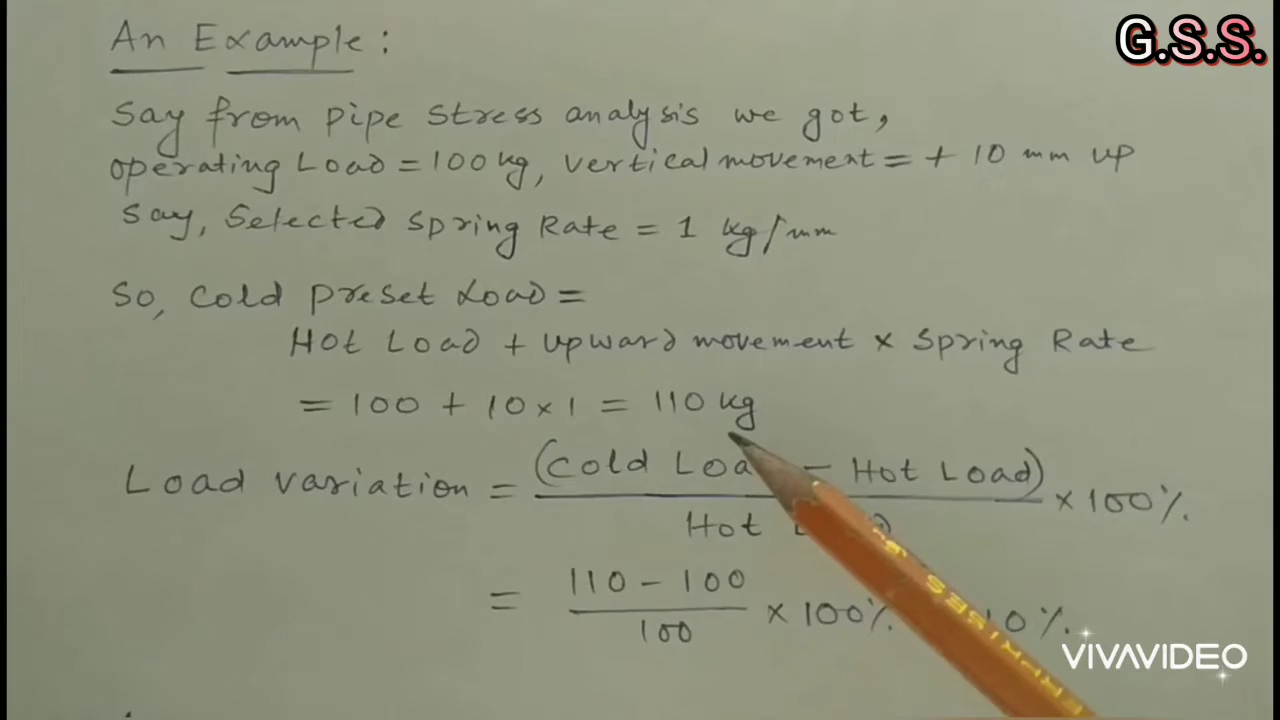 An Example:
G.S.S.
Say from pipe stress analysis we got,
operating Load = 100 kg, vertical movement = + 10 mm up
Say, Selected Spring Rate = 1 kg/mm
So, Cold preset Load =
Hot Load + upward movement × Spring Rate
= 100 + 10 × 1 = 110 kg
Load variation = (Cold Loa - Hot Load) × 100%
Hot
= 110 - 100 × 100% 10%.
100
VIVAVIDEO